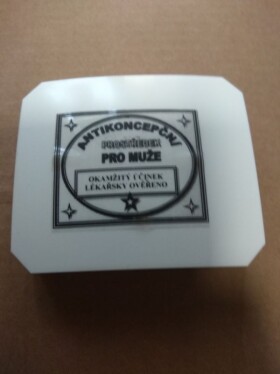 ANTIKONCEPČNÍ
PROSTŘEDEK
PRO MUŽE
OKAMŽITÝ ÚČINEK
LÉKAŘSKY OVĚŘENO